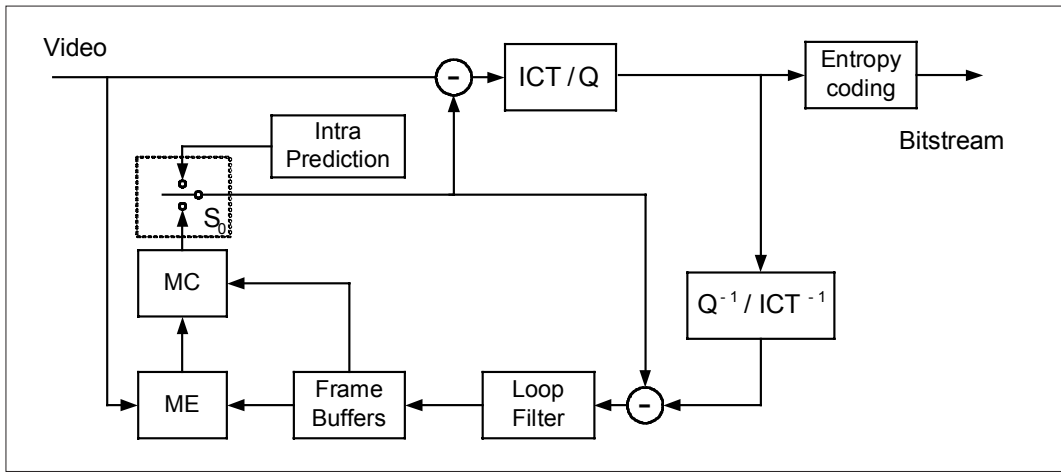 Video
-
ICT / Q
Entropy
coding
Bitstream
Intra
Prediction
S₀
MC
Q⁻¹ / ICT⁻¹
ME
Frame
Buffers
Loop
Filter
-